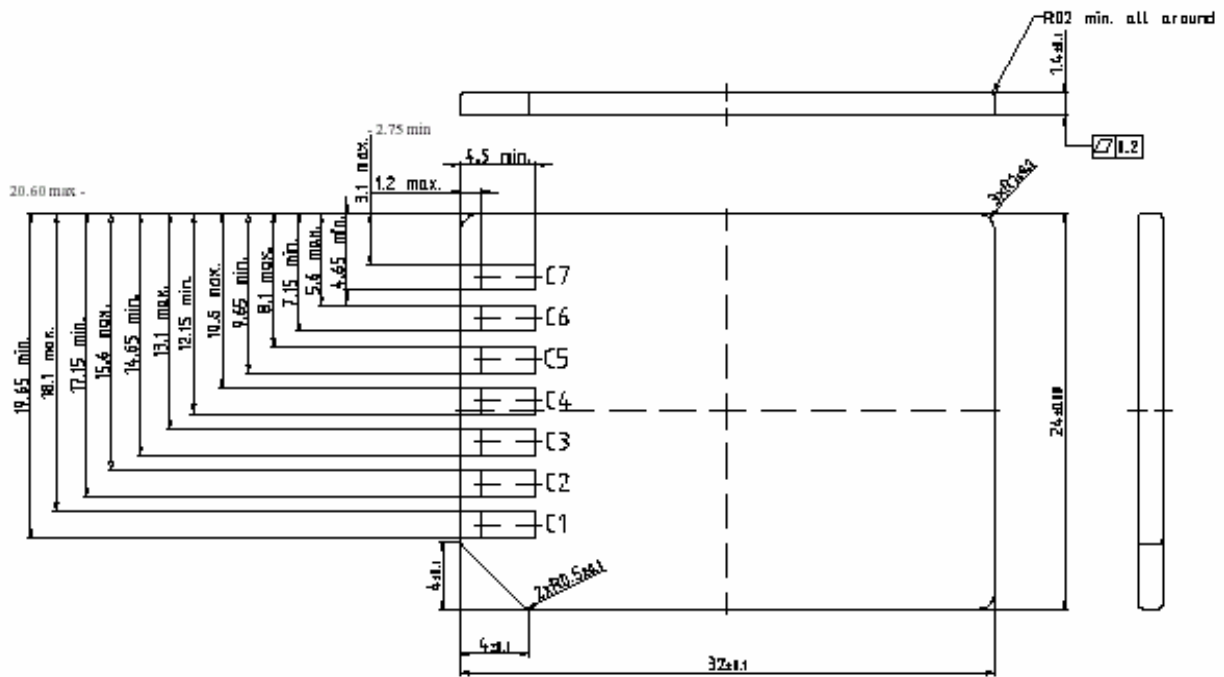 R02 min. all around
1.4±0.1
0.2
- 2.75 min
4.5 min.
3.1 max.
1.2 max.
20.60 max -
3xR1±0.1
4.65 min.
5.6 max.
7.15 min.
8.1 max.
9.65 min.
10.6 max.
12.15 min.
13.1 max.
14.65 min.
15.6 max.
17.15 min.
18.1 max.
19.65 min.
C7
C6
C5
C4
C3
C2
C1
4±0.1
2xR0.5±0.1
4±0.1
32±0.1